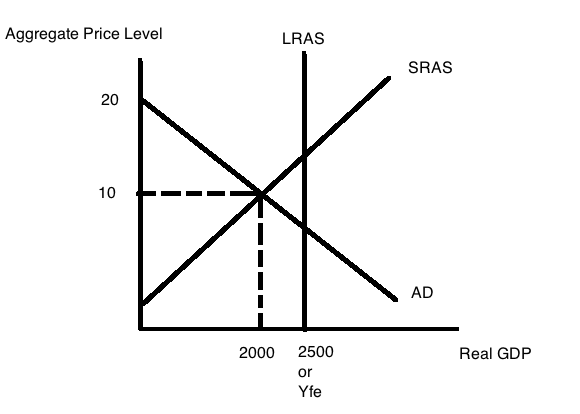 Aggregate Price Level
LRAS
SRAS
20
10
AD
2000
2500
or
Yfe
Real GDP